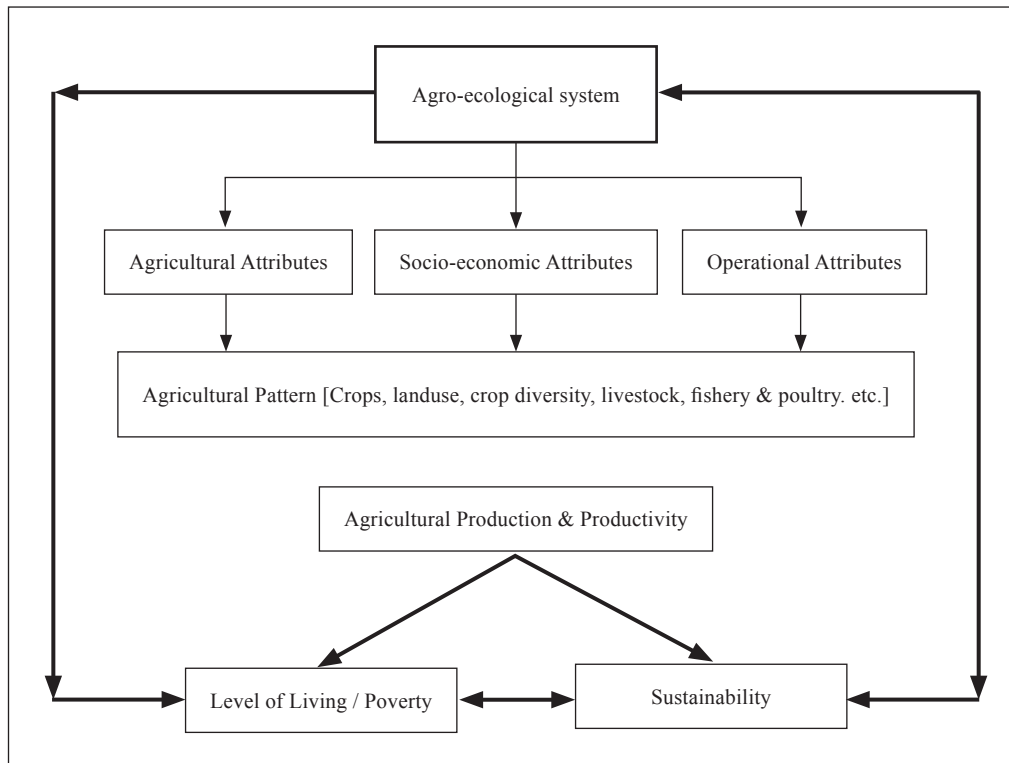 Agro-ecological system
Agricultural Attributes
Socio-economic Attributes
Operational Attributes
Agricultural Pattern [Crops, landuse, crop diversity, livestock, fishery & poultry. etc.]
Agricultural Production & Productivity
Level of Living / Poverty
Sustainability